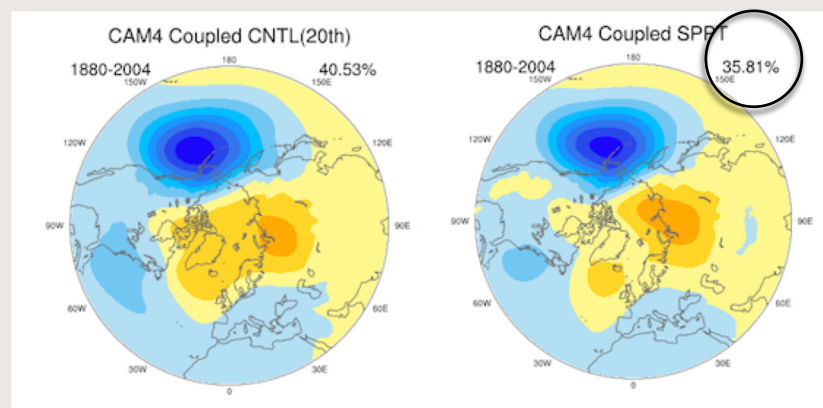 CAM4 Coupled CNTL(20th)
1880-2004 40.53%
180
150W
150E
120W
120E
90W
90E
60W
60E
30W
30E
0
CAM4 Coupled SPPT
1880-2004 35.81%
180
150W
150E
120W
120E
90W
90E
60W
60E
30W
30E
0